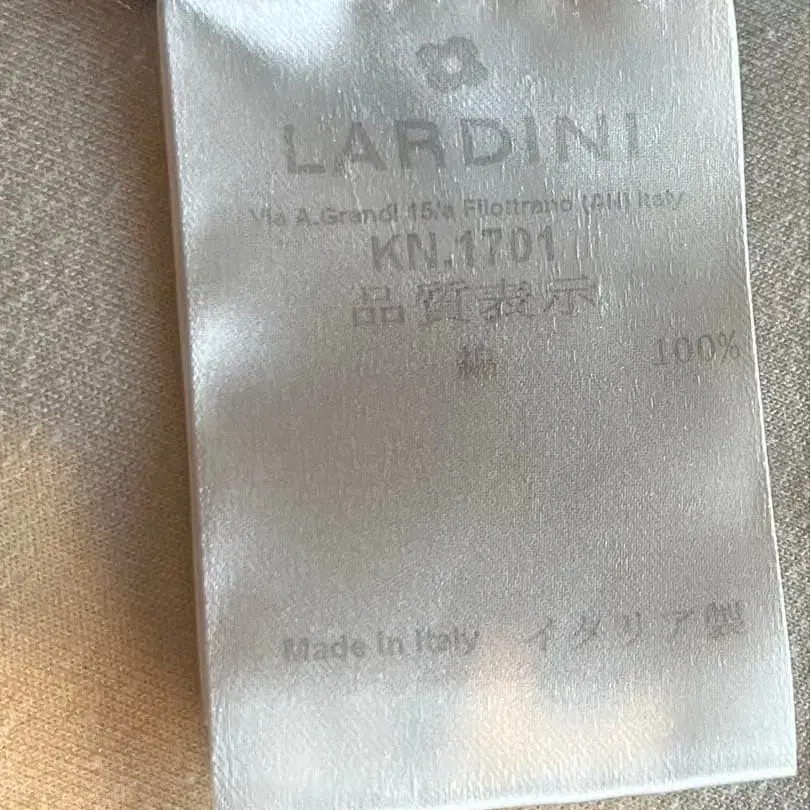 LARDINI
Via A.Grandi 15/a Filottrano (AN) Italy
KN.1701
品質表示
綿 100%
Made in Italy イタリア製